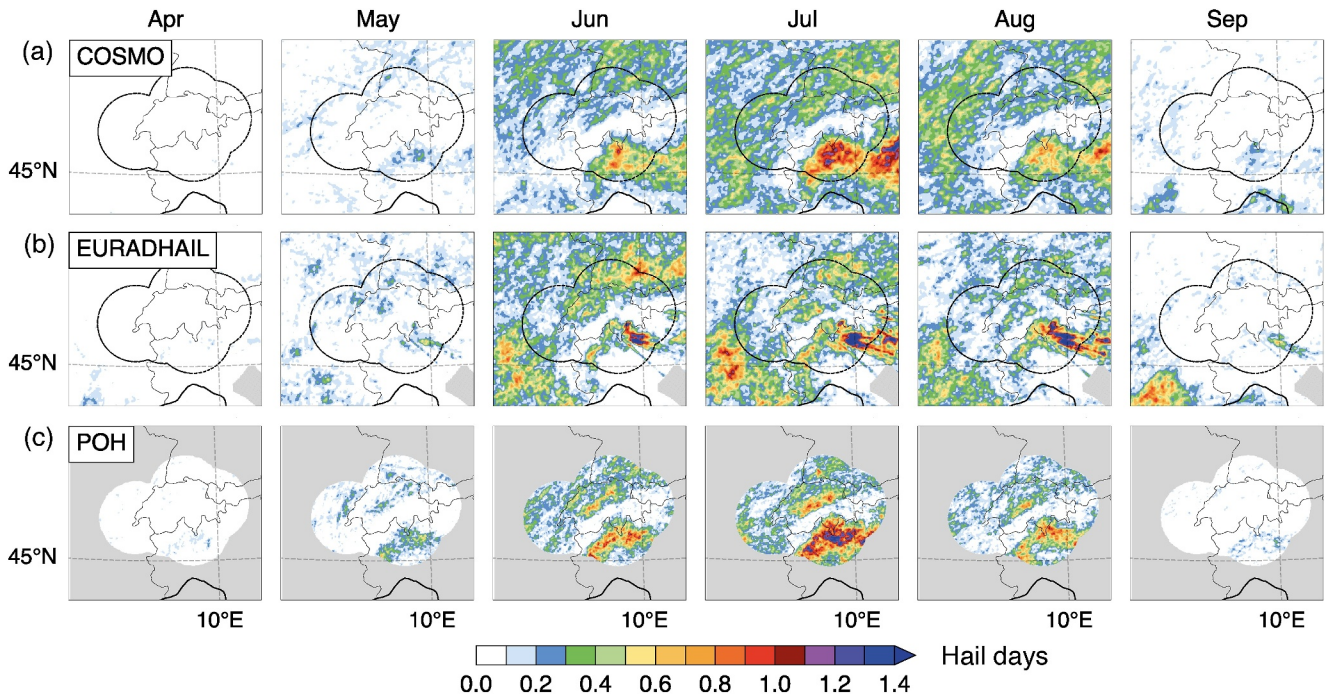 Apr May Jun Jul Aug Sep
(a) COSMO
45°N
(b) EURADHAIL
45°N
(c) POH
45°N
10°E 10°E 10°E 10°E 10°E 10°E
Hail days
0.0 0.2 0.4 0.6 0.8 1.0 1.2 1.4